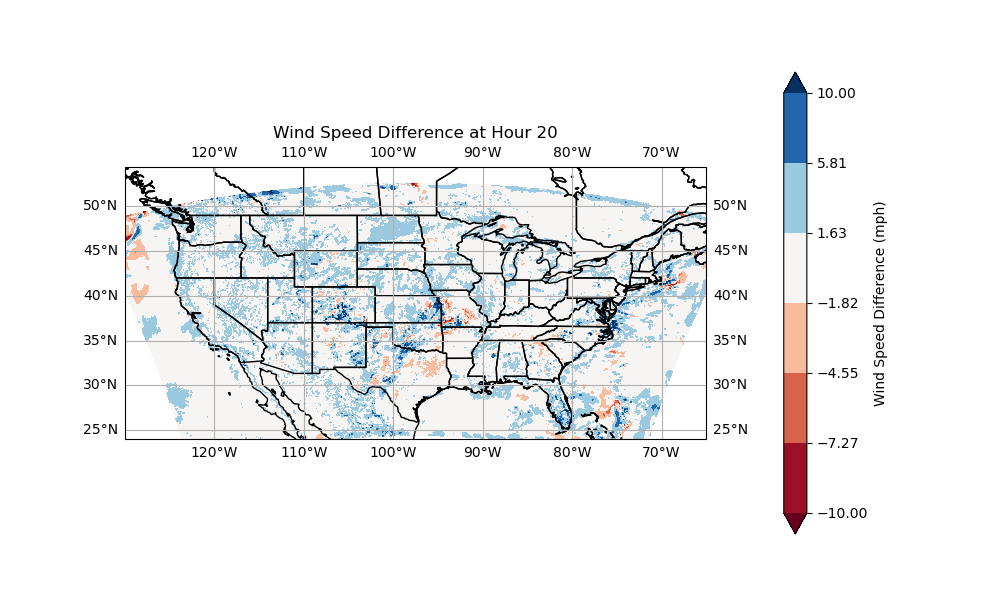 Wind Speed Difference at Hour 20
120°W 110°W 100°W 90°W 80°W 70°W
50°N 50°N
45°N 45°N
40°N 40°N
35°N 35°N
30°N 30°N
25°N 25°N
120°W 110°W 100°W 90°W 80°W 70°W
10.00
5.81
1.63
−1.82
−4.55
−7.27
−10.00
Wind Speed Difference (mph)